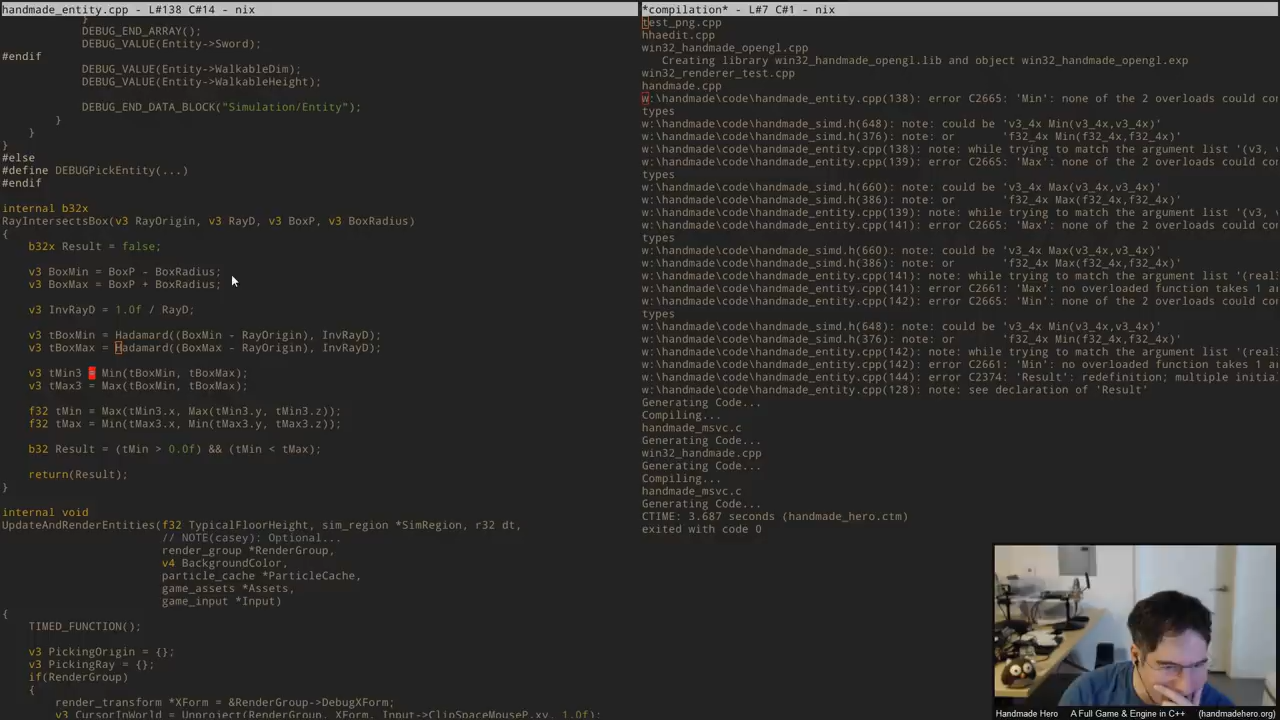 handmade_entity.cpp - L#138 C#14 - nix
}
DEBUG_END_ARRAY();
DEBUG_VALUE(Entity->Sword);
#endif
DEBUG_VALUE(Entity->WalkableDim);
DEBUG_VALUE(Entity->WalkableHeight);
DEBUG_END_DATA_BLOCK("Simulation/Entity");
}
}
}
#else
#define DEBUGPickEntity(...)
#endif
internal b32x
RayIntersectsBox(v3 RayOrigin, v3 RayD, v3 BoxP, v3 BoxRadius)
{
b32x Result = false;
v3 BoxMin = BoxP - BoxRadius;
v3 BoxMax = BoxP + BoxRadius;
v3 InvRayD = 1.0f / RayD;
v3 tBoxMin = Hadamard((BoxMin - RayOrigin), InvRayD);
v3 tBoxMax = Hadamard((BoxMax - RayOrigin), InvRayD);
v3 tMin3 = Min(tBoxMin, tBoxMax);
v3 tMax3 = Max(tBoxMin, tBoxMax);
f32 tMin = Max(tMin3.x, Max(tMin3.y, tMin3.z));
f32 tMax = Min(tMax3.x, Min(tMax3.y, tMax3.z));
b32 Result = (tMin > 0.0f) && (tMin < tMax);
return(Result);
}
internal void
UpdateAndRenderEntities(f32 TypicalFloorHeight, sim_region *SimRegion, r32 dt,
// NOTE(casey): Optional...
render_group *RenderGroup,
v4 BackgroundColor,
particle_cache *ParticleCache,
game_assets *Assets,
game_input *Input)
{
TIMED_FUNCTION();
v3 PickingOrigin = {};
v3 PickingRay = {};
if(RenderGroup)
{
render_transform *XForm = &RenderGroup->DebugXForm;
v3 CursorInWorld = Unproject(RenderGroup, XForm, Input->ClipSpaceMouseP.xy, 1.0f);
*compilation* - L#7 C#1 - nix
test_png.cpp
hhaedit.cpp
win32_handmade_opengl.cpp
Creating library win32_handmade_opengl.lib and object win32_handmade_opengl.exp
win32_renderer_test.cpp
handmade.cpp
w:\handmade\code\handmade_entity.cpp(138): error C2665: 'Min': none of the 2 overloads could co
types
w:\handmade\code\handmade_simd.h(648): note: could be 'v3_4x Min(v3_4x,v3_4x)'
w:\handmade\code\handmade_simd.h(376): note: or 'f32_4x Min(f32_4x,f32_4x)'
w:\handmade\code\handmade_entity.cpp(138): note: while trying to match the argument list '(v3, 
w:\handmade\code\handmade_entity.cpp(139): error C2665: 'Max': none of the 2 overloads could co
types
w:\handmade\code\handmade_simd.h(660): note: could be 'v3_4x Max(v3_4x,v3_4x)'
w:\handmade\code\handmade_simd.h(386): note: or 'f32_4x Max(f32_4x,f32_4x)'
w:\handmade\code\handmade_entity.cpp(139): note: while trying to match the argument list '(v3, 
w:\handmade\code\handmade_entity.cpp(141): error C2665: 'Max': none of the 2 overloads could co
types
w:\handmade\code\handmade_simd.h(660): note: could be 'v3_4x Max(v3_4x,v3_4x)'
w:\handmade\code\handmade_simd.h(386): note: or 'f32_4x Max(f32_4x,f32_4x)'
w:\handmade\code\handmade_entity.cpp(141): note: while trying to match the argument list '(real
w:\handmade\code\handmade_entity.cpp(141): error C2661: 'Max': no overloaded function takes 1 a
w:\handmade\code\handmade_entity.cpp(142): error C2665: 'Min': none of the 2 overloads could co
types
w:\handmade\code\handmade_simd.h(648): note: could be 'v3_4x Min(v3_4x,v3_4x)'
w:\handmade\code\handmade_simd.h(376): note: or 'f32_4x Min(f32_4x,f32_4x)'
w:\handmade\code\handmade_entity.cpp(142): note: while trying to match the argument list '(real
w:\handmade\code\handmade_entity.cpp(142): error C2661: 'Min': no overloaded function takes 1 a
w:\handmade\code\handmade_entity.cpp(144): error C2374: 'Result': redefinition; multiple initia
w:\handmade\code\handmade_entity.cpp(128): note: see declaration of 'Result'
Generating Code...
Compiling...
handmade_msvc.c
Generating Code...
win32_handmade.cpp
Generating Code...
Compiling...
handmade_msvc.c
Generating Code...
CTIME: 3.687 seconds (handmade_hero.ctm)
exited with code 0
Handmade Hero A Full Game & Engine in C++ (handmadehero.org)